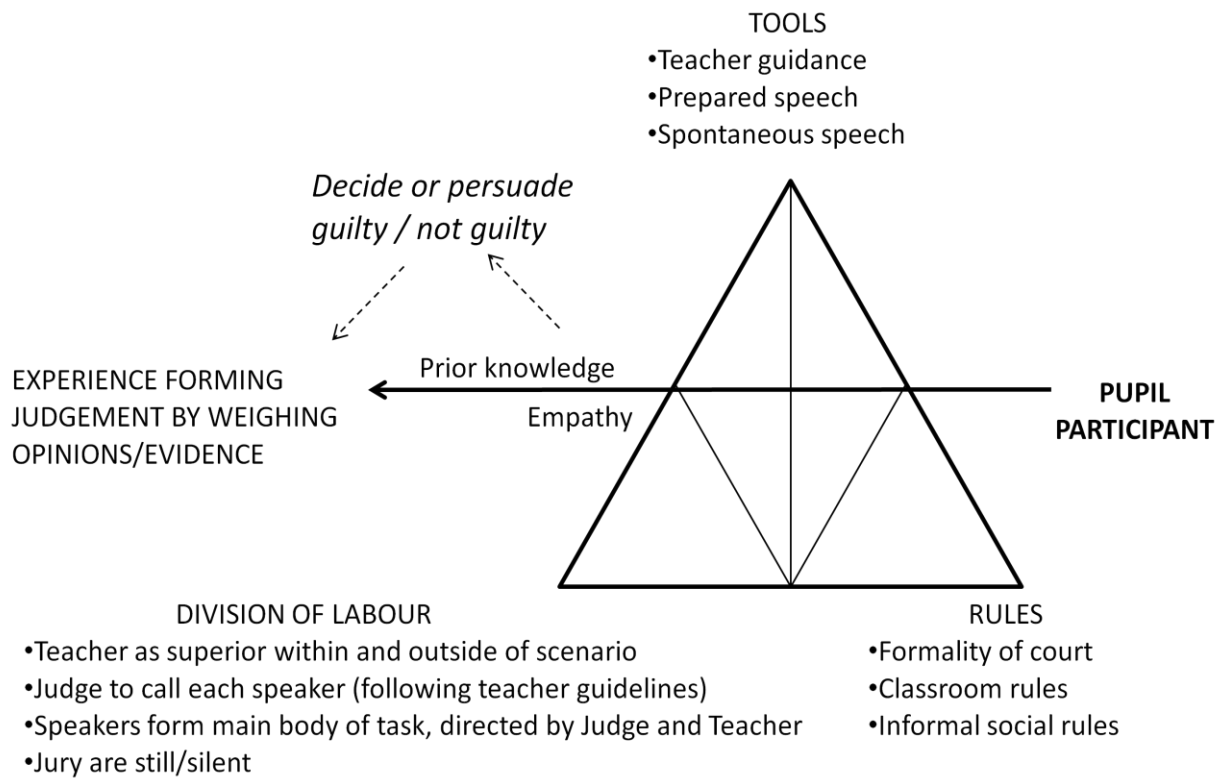 TOOLS
•Teacher guidance
•Prepared speech
•Spontaneous speech
Decide or persuade
guilty / not guilty
Prior knowledge
Empathy
EXPERIENCE FORMING
JUDGEMENT BY WEIGHING
OPINIONS/EVIDENCE
PUPIL
PARTICIPANT
DIVISION OF LABOUR
•Teacher as superior within and outside of scenario
•Judge to call each speaker (following teacher guidelines)
•Speakers form main body of task, directed by Judge and Teacher
•Jury are still/silent
RULES
•Formality of court
•Classroom rules
•Informal social rules